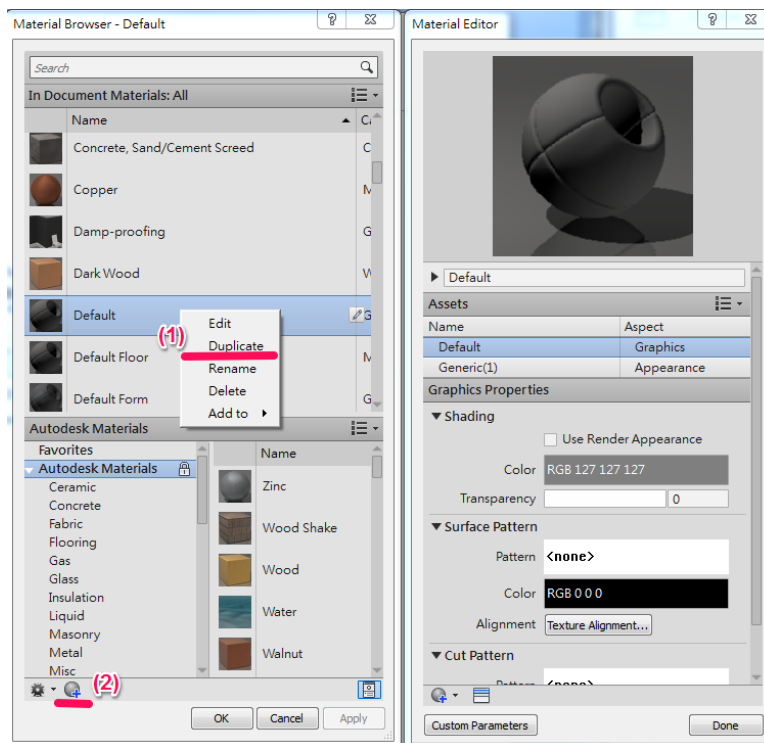 Material Browser - Default
Search
In Document Materials: All
Name
Concrete, Sand/Cement Screed
C
Copper
M
Damp-proofing
G
Dark Wood
W
Default
G
Default Floor
M
Default Form
G
(1)
Edit
Duplicate
Rename
Delete
Add to
Autodesk Materials
Favorites
Autodesk Materials
Ceramic
Concrete
Fabric
Flooring
Gas
Glass
Insulation
Liquid
Masonry
Metal
Misc
Name
Zinc
Wood Shake
Wood
Water
Walnut
(2)
OK Cancel Apply
Material Editor
Default
Assets
Name Aspect
Default Graphics
Generic(1) Appearance
Graphics Properties
Shading
Use Render Appearance
Color RGB 127 127 127
Transparency 0
Surface Pattern
Pattern <none>
Color RGB 0 0 0
Alignment Texture Alignment...
Cut Pattern
Pattern <none>
Custom Parameters Done